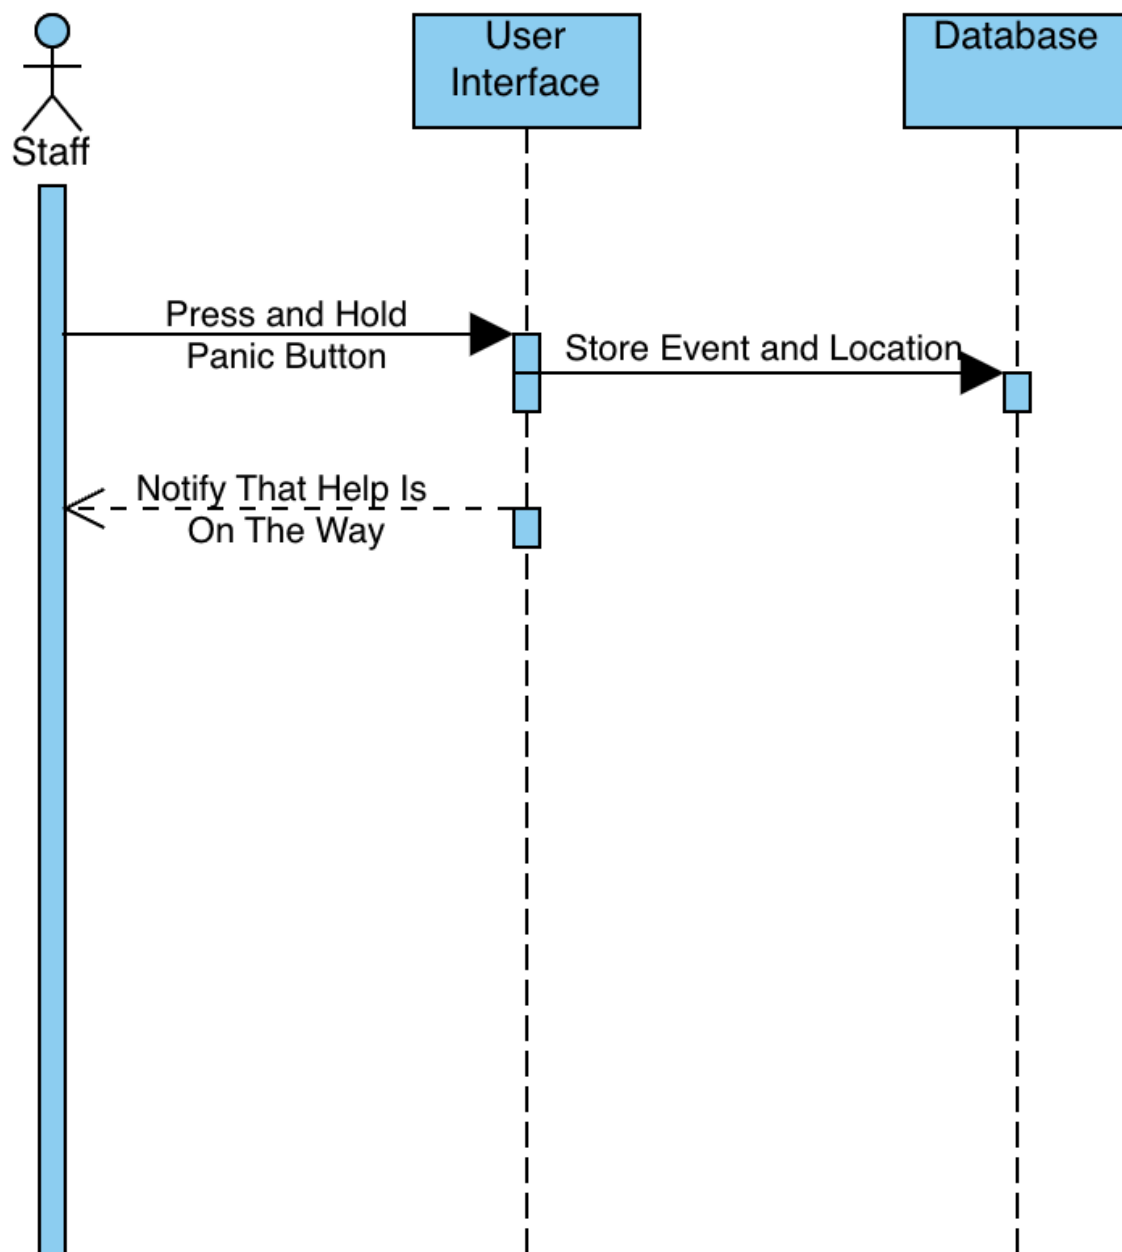 User
Interface
Database
Staff
Press and Hold
Panic Button
Store Event and Location
Notify That Help Is
On The Way